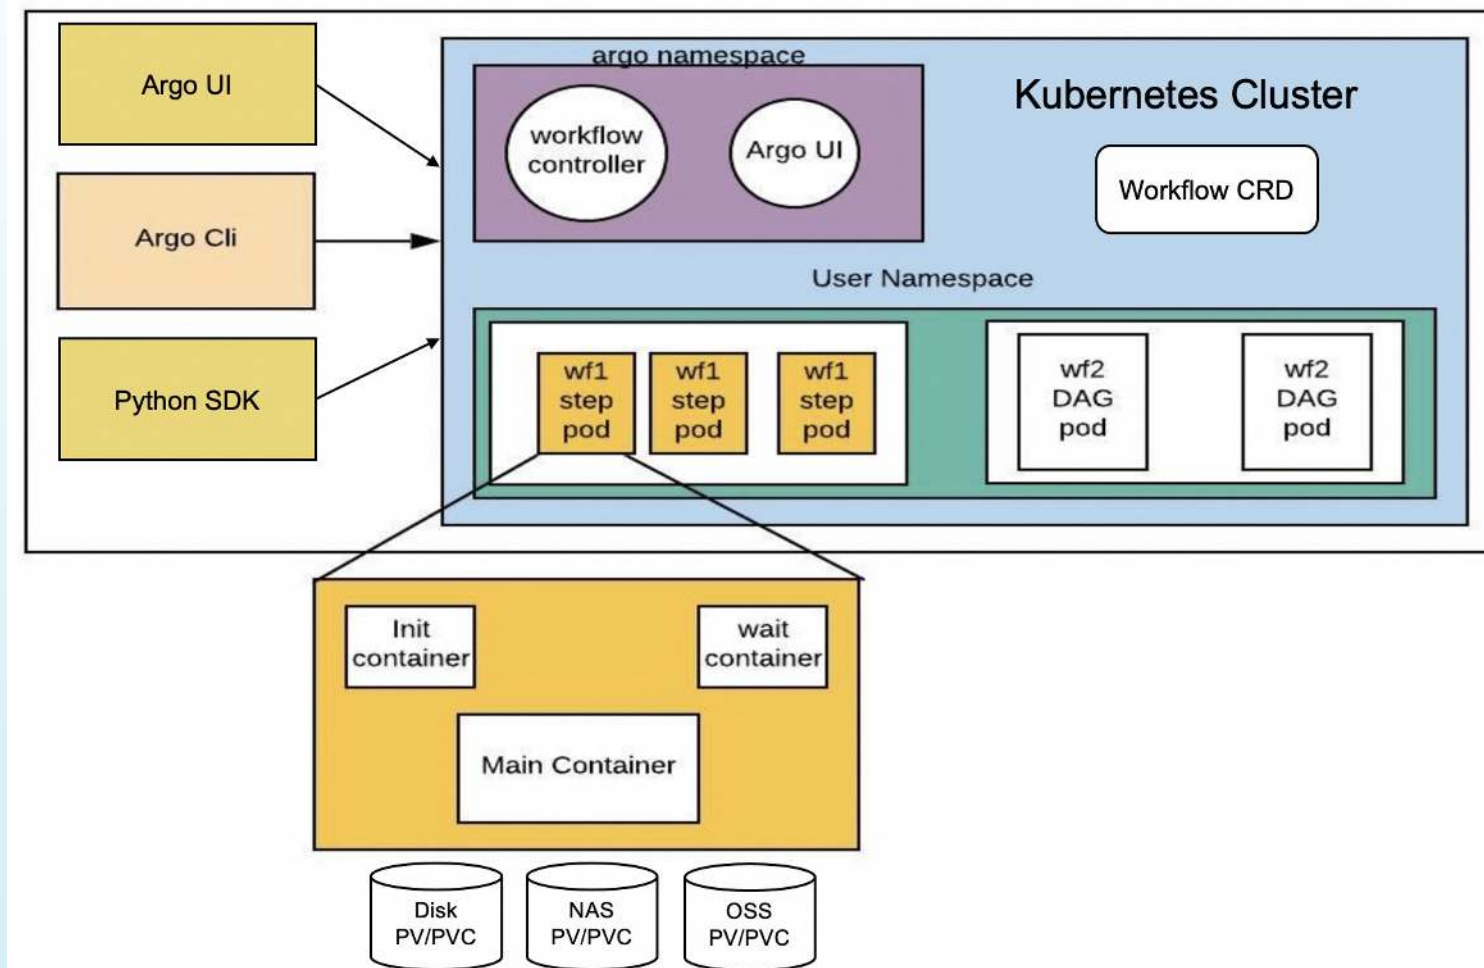 Argo UI
Argo Cli
Python SDK
argo namespace
workflow
controller
Argo UI
Kubernetes Cluster
Workflow CRD
User Namespace
wf1
step
pod
wf1
step
pod
wf1
step
pod
wf2
DAG
pod
wf2
DAG
pod
Init
container
wait
container
Main Container
Disk
PV/PVC
NAS
PV/PVC
OSS
PV/PVC